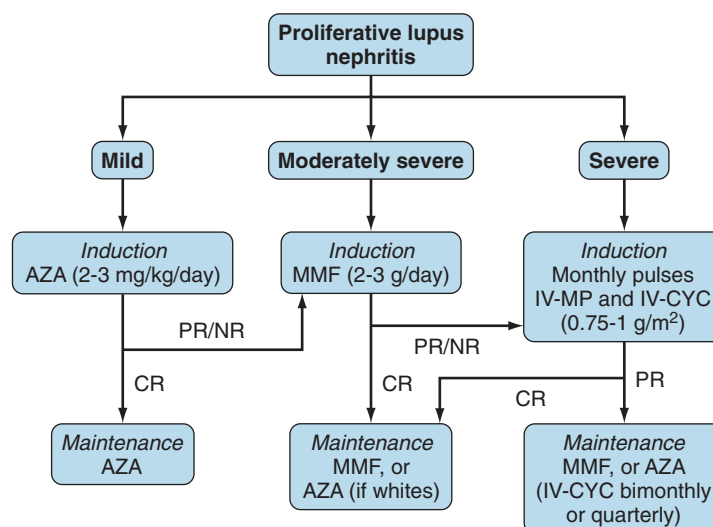 Proliferative lupus
nephritis
Mild
Moderately severe
Severe
Induction
AZA (2-3 mg/kg/day)
Induction
MMF (2-3 g/day)
Induction
Monthly pulses
IV-MP and IV-CYC
(0.75-1 g/m²)
PR/NR
PR/NR
CR
CR
CR
PR
Maintenance
AZA
Maintenance
MMF, or
AZA (if whites)
Maintenance
MMF, or AZA
(IV-CYC bimonthly
or quarterly)